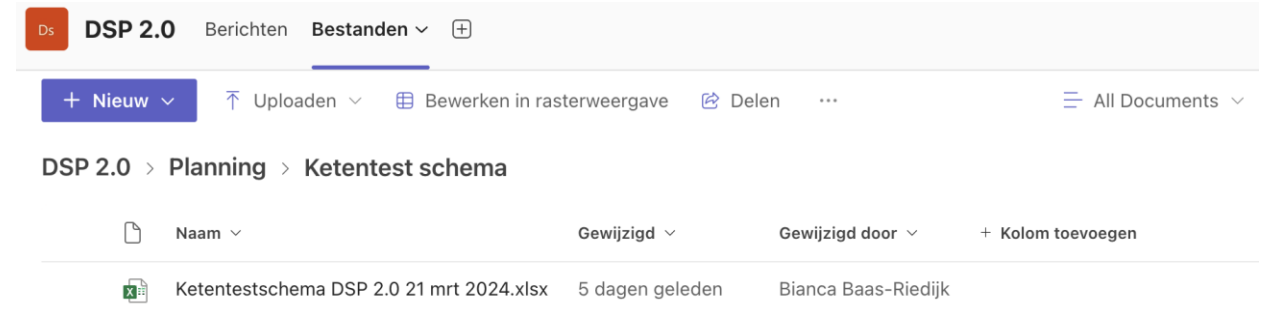 Ds DSP 2.0 Berichten Bestanden
+ Nieuw Uploaden Bewerken in rasterweergave Delen ... All Documents
DSP 2.0 > Planning > Ketentest schema
Naam Gewijzigd Gewijzigd door + Kolom toevoegen
Ketentestschema DSP 2.0 21 mrt 2024.xlsx 5 dagen geleden Bianca Baas-Riedijk